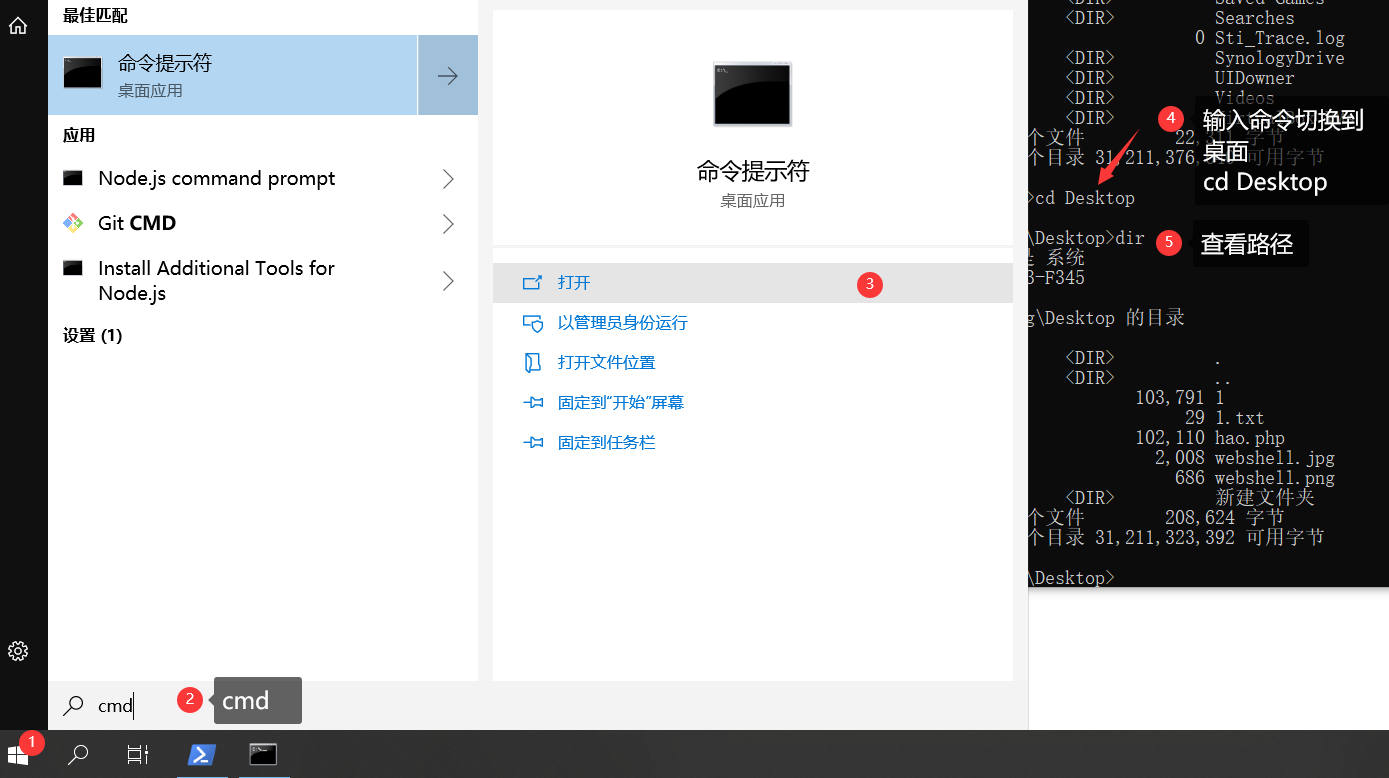 最佳匹配
命令提示符
桌面应用
应用
Node.js command prompt
Git CMD
Install Additional Tools for
Node.js
设置 (1)
cmd
2
cmd
1
命令提示符
桌面应用
打开
3
以管理员身份运行
打开文件位置
固定到“开始”屏幕
固定到任务栏
<DIR> Saved Games
<DIR> Searches
0 Sti_Trace.log
<DIR> SynologyDrive
<DIR> UIDowner
<DIR> Videos
<DIR>
个文件 22,311 字节
个目录 31,211,376, 可用字节
4
输入命令切换到
桌面
cd Desktop
>cd Desktop
\Desktop>dir
5
查看路径
是 系统
3-F345
g\Desktop 的目录
<DIR> .
<DIR> ..
103,791 1
29 1.txt
102,110 hao.php
2,008 webshell.jpg
686 webshell.png
<DIR> 新建文件夹
个文件 208,624 字节
个目录 31,211,323,392 可用字节
\Desktop>